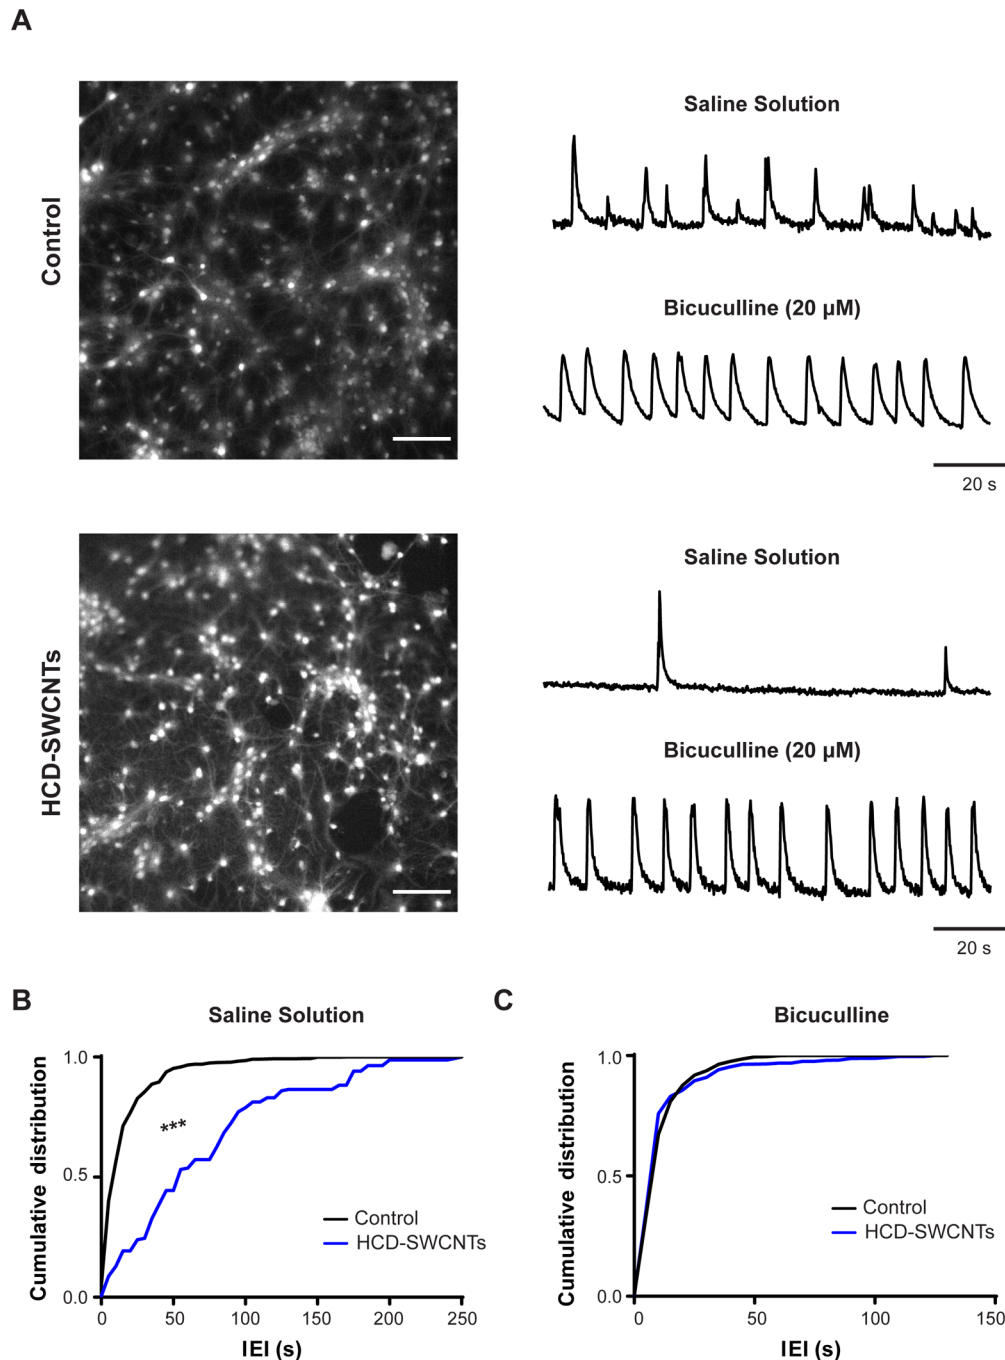 A
Control
Saline Solution
Bicuculline (20 µM)
20 s
HCD-SWCNTs
Saline Solution
Bicuculline (20 µM)
20 s
B
Saline Solution
Cumulative distribution
1.0
0.5
0.0
***
Control
HCD-SWCNTs
0 50 100 150 200 250
IEI (s)
C
Bicuculline
Cumulative distribution
1.0
0.5
0.0
Control
HCD-SWCNTs
0 50 100 150
IEI (s)